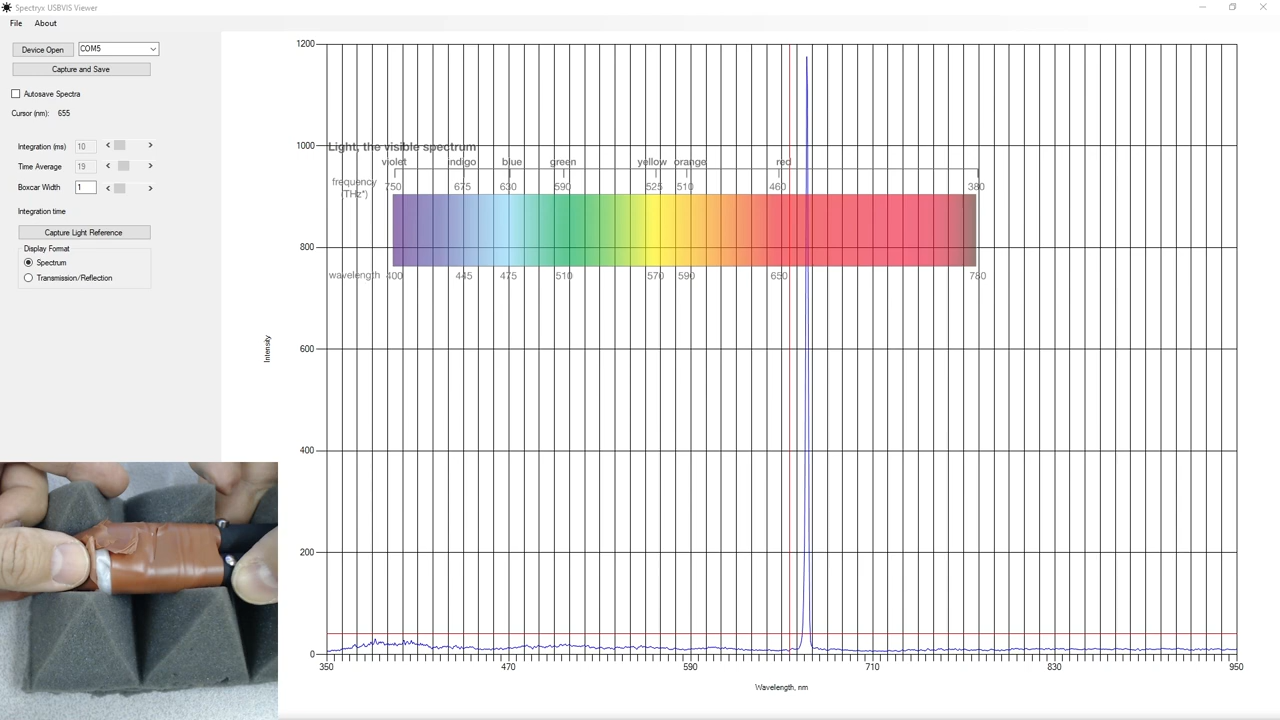 Spectryx USBVIS Viewer
File About
Device Open COM5
Capture and Save
Autosave Spectra
Cursor (nm): 655
Integration (ms) 10 < >
Time Average 19 < >
Boxcar Width 1 < >
Integration time
Capture Light Reference
Display Format
Spectrum
Transmission/Reflection
1200
1000
800
600
400
200
0
Intensity
Light, the visible spectrum
violet indigo blue green yellow orange red
frequency (THz*) 750 675 630 590 525 510 460 380
wavelength 400 445 475 510 570 590 650 780
350 470 590 710 830 950
Wavelength, nm